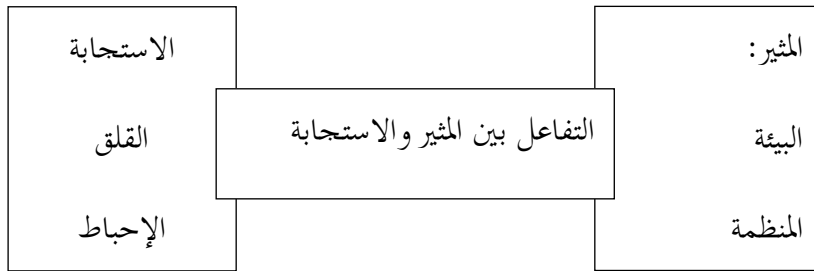 المثير:
البيئة
المنظمة
التفاعل بين المثير والاستجابة
الاستجابة
القلق
الإحباط